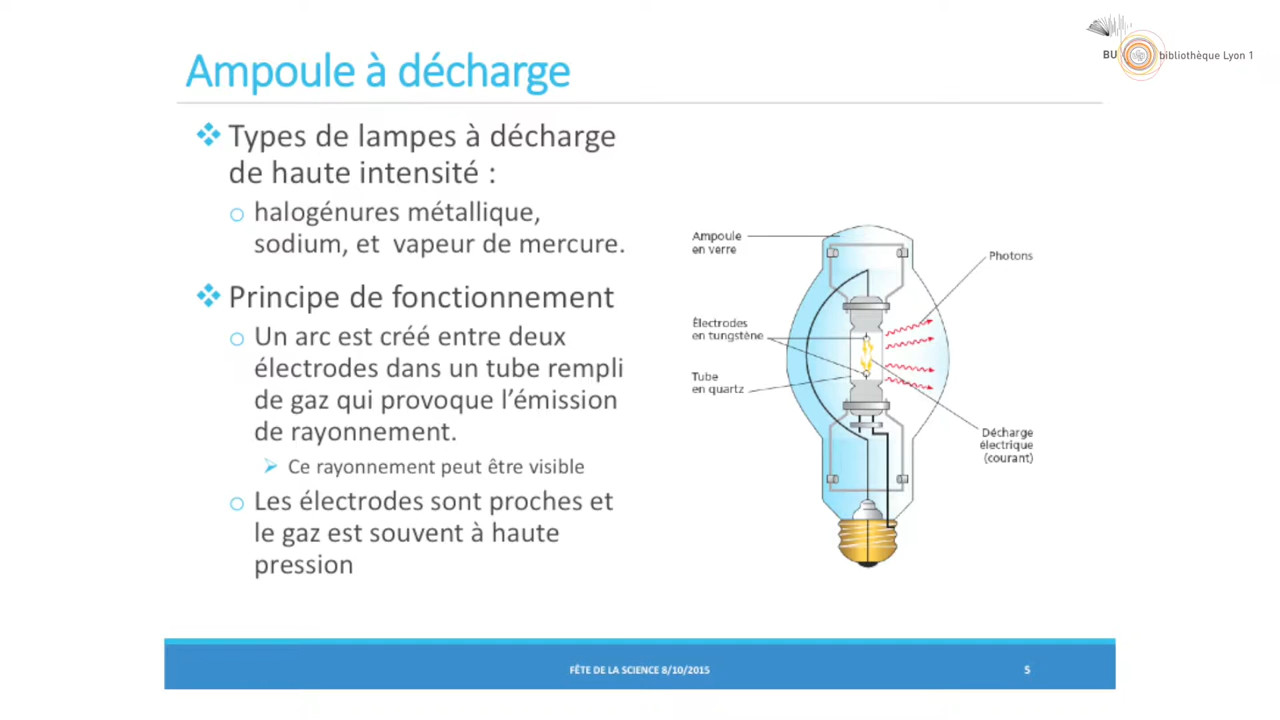 BU bibliothèque Lyon 1
Ampoule à décharge
Types de lampes à décharge
de haute intensité :
halogénures métallique,
sodium, et vapeur de mercure.
Principe de fonctionnement
Un arc est créé entre deux
électrodes dans un tube rempli
de gaz qui provoque l’émission
de rayonnement.
Ce rayonnement peut être visible
Les électrodes sont proches et
le gaz est souvent à haute
pression
Ampoule
en verre
Photons
Électrodes
en tungstène
Tube
en quartz
Décharge
électrique
(courant)
FÊTE DE LA SCIENCE 8/10/2015
5